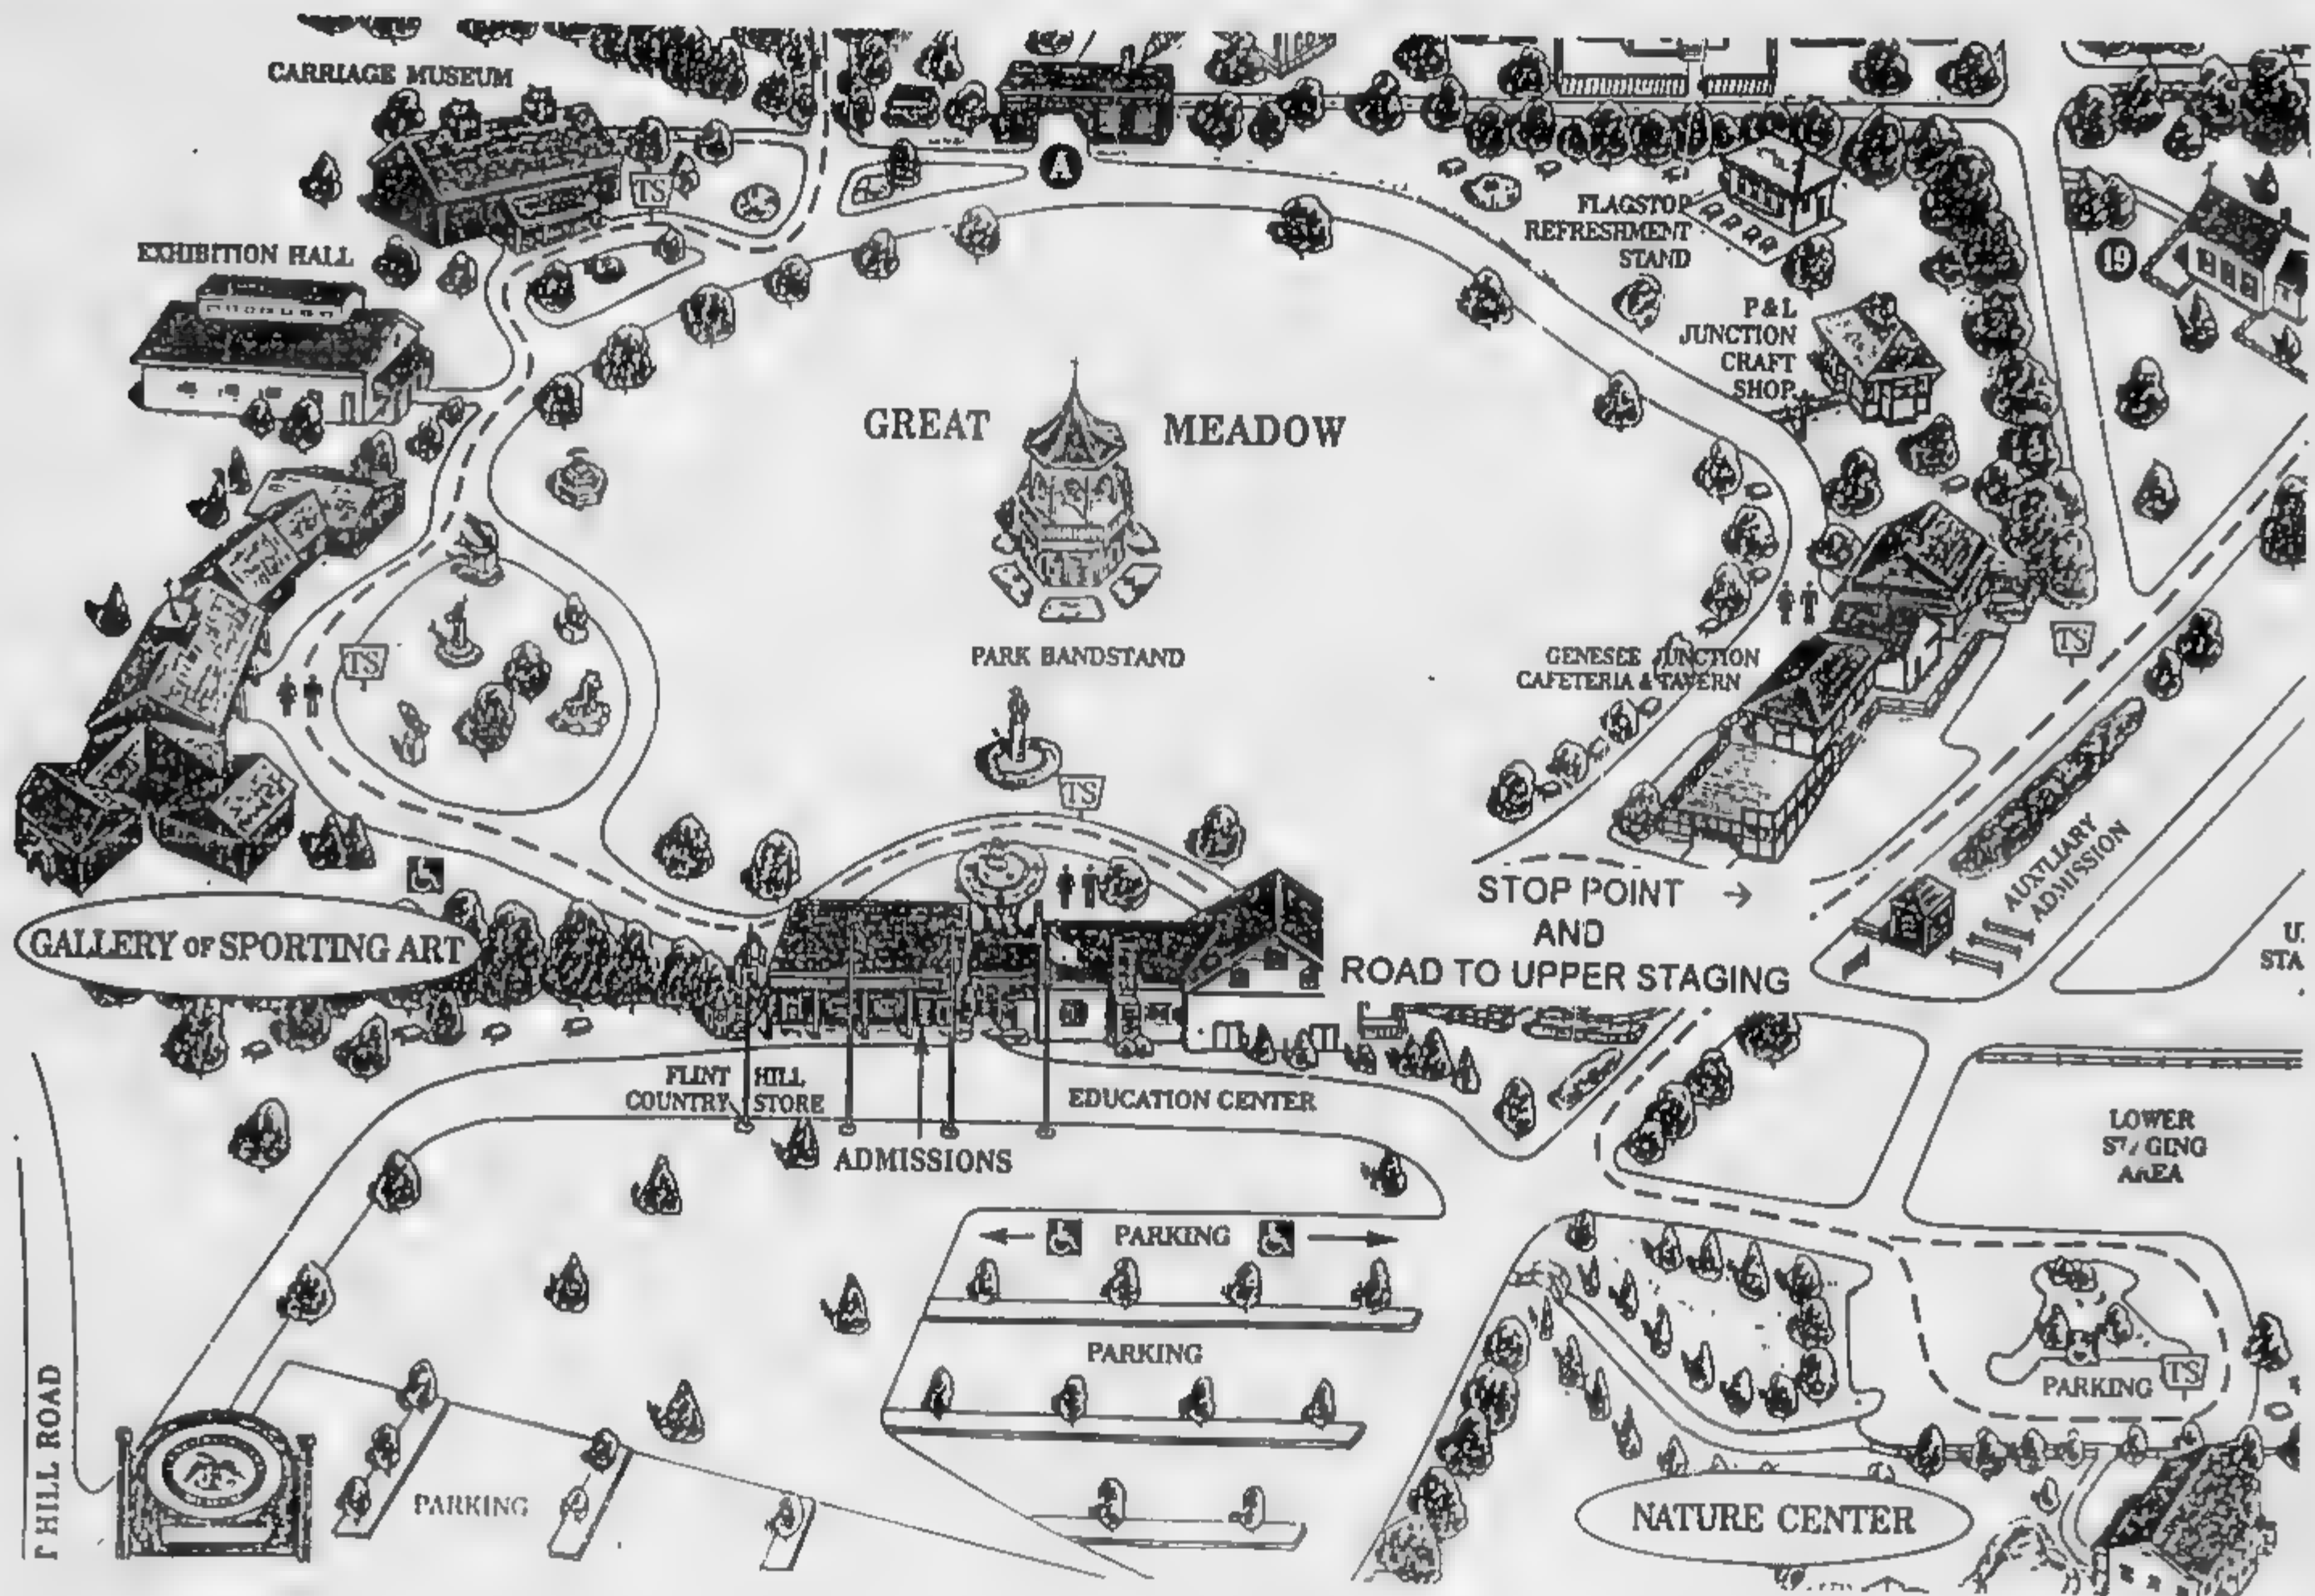 CARRIAGE MUSEUM
TS
A
EXHIBITION HALL
FLAGSTOP
REFRESHMENT
STAND
19
P & L
JUNCTION
CRAFT
SHOP
GREAT MEADOW
PARK BANDSTAND
TS
GENESEE JUNCTION
CAFETERIA & TAVERN
TS
TS
AUXILIARY
ADMISSION
STOP POINT →
AND
ROAD TO UPPER STAGING
GALLERY OF SPORTING ART
U.
STA
FLINT HILL
COUNTRY STORE
EDUCATION CENTER
ADMISSIONS
LOWER
STAGING
AREA
← PARKING →
PARKING
PARKING
TS
HILL ROAD
PARKING
NATURE CENTER